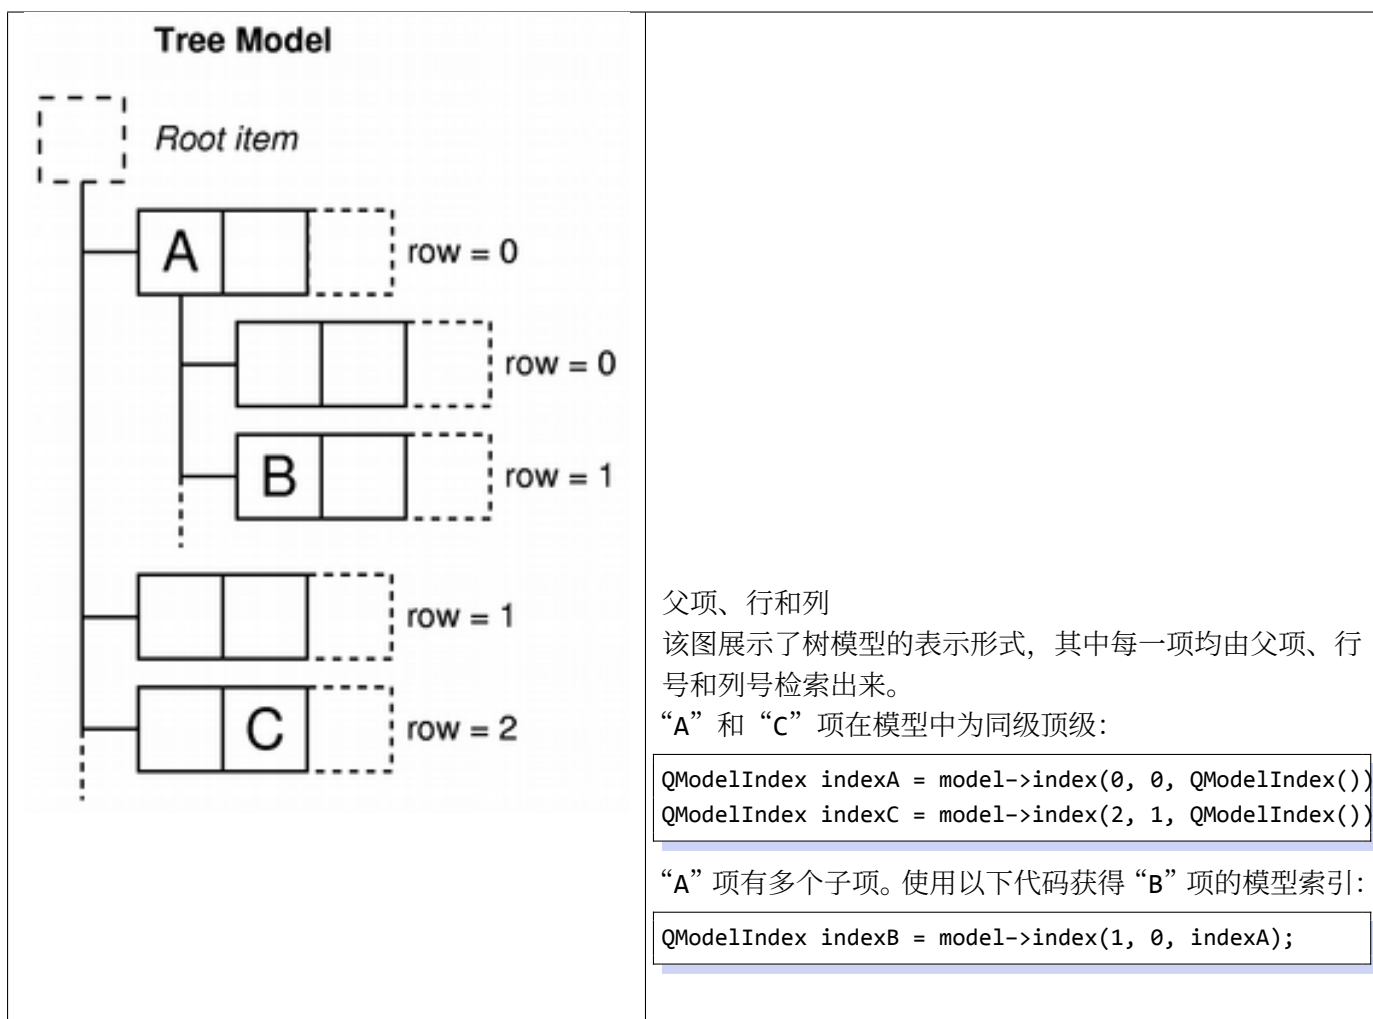 Tree Model
Root item
A
row = 0
row = 0
B
row = 1
row = 1
C
row = 2
父项、行和列
该图展示了树模型的表示形式，其中每一项均由父项、行
号和列号检索出来。
“A”和“C”项在模型中为同级顶级：
QModelIndex indexA = model->index(0, 0, QModelIndex())
QModelIndex indexC = model->index(2, 1, QModelIndex())
“A”项有多个子项。使用以下代码获得“B”项的模型索引：
QModelIndex indexB = model->index(1, 0, indexA);